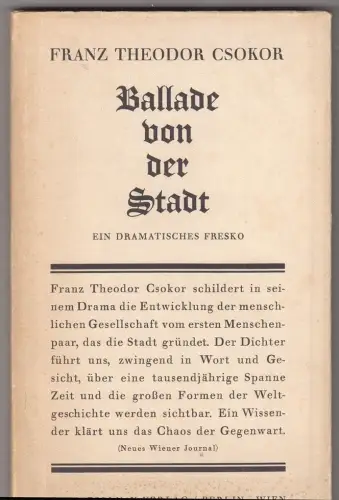 FRANZ THEODOR CSOKOR
Ballade
von
der
Stadt
EIN DRAMATISCHES FRESKO
Franz Theodor Csokor schildert in sei-
nem Drama die Entwicklung der mensch-
lichen Gesellschaft vom ersten Menschen-
paar, das die Stadt gründet. Der Dichter
führt uns, zwingend in Wort und Ge-
sicht, über eine tausendjährige Spanne
Zeit und die großen Formen der Welt-
geschichte werden sichtbar. Ein Wissen-
der klärt uns das Chaos der Gegenwart.
(Neues Wiener Journal)